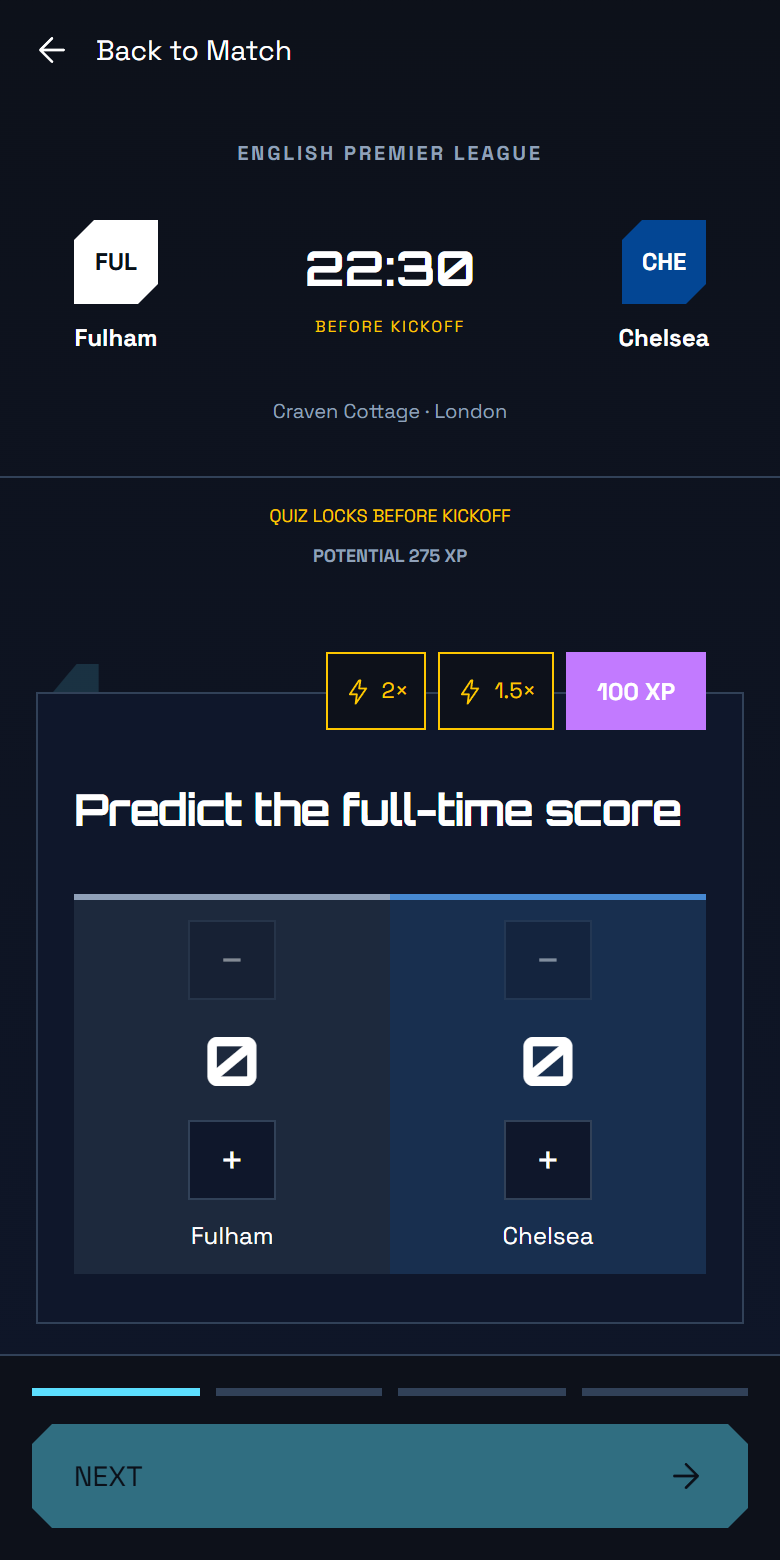 Back to Match
ENGLISH PREMIER LEAGUE
FUL
22:30
CHE
BEFORE KICKOFF
Fulham
Chelsea
Craven Cottage · London
QUIZ LOCKS BEFORE KICKOFF
POTENTIAL 275 XP
2×
1.5×
100 XP
Predict the full-time score
− −
0 0
+ +
Fulham Chelsea
NEXT